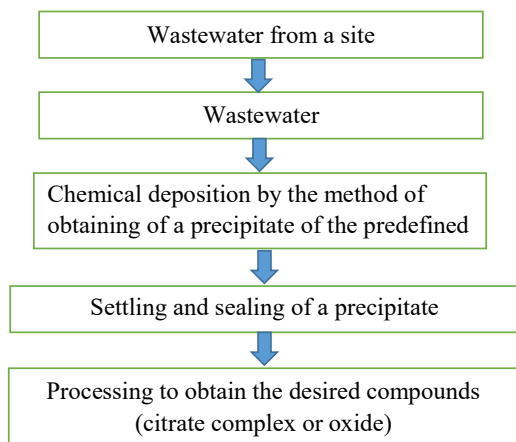 Wastewater from a site
Wastewater
Chemical deposition by the method of
obtaining of a precipitate of the predefined
Settling and sealing of a precipitate
Processing to obtain the desired compounds
(citrate complex or oxide)